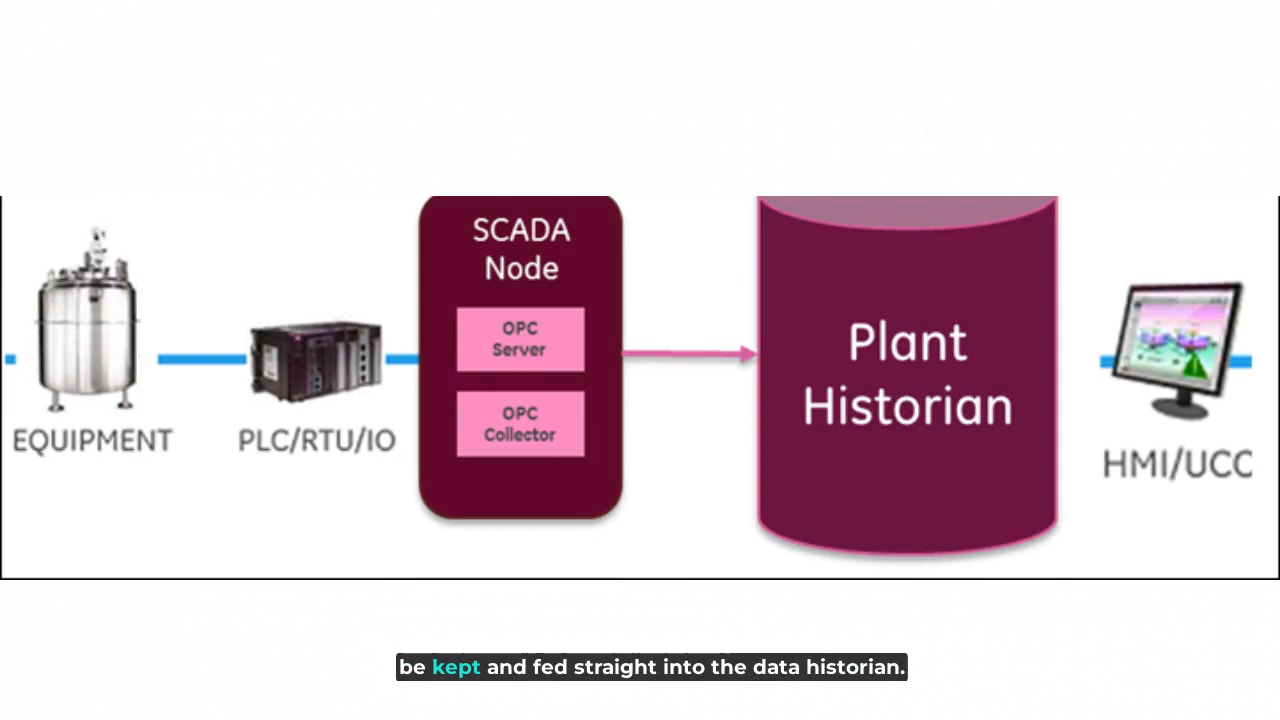 SCADA
Node
OPC
Server
OPC
Collector
Plant
Historian
EQUIPMENT
PLC/RTU/IO
HMI/UCC
be kept and fed straight into the data historian.